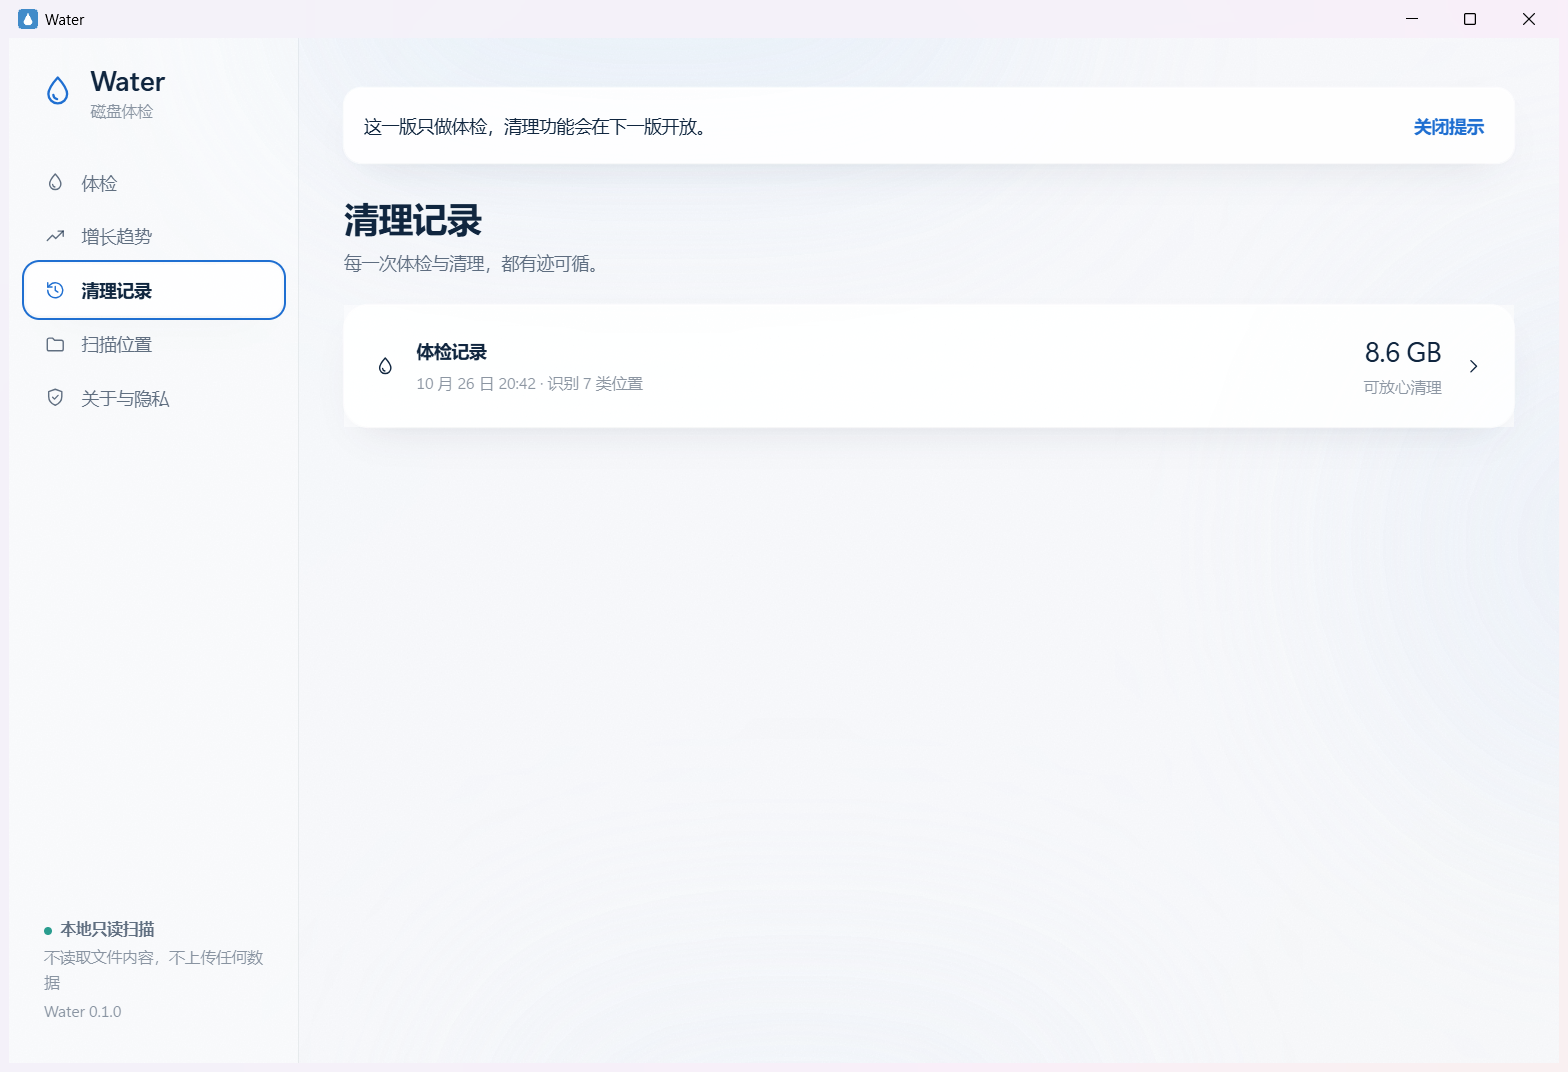 Water
Water
磁盘体检
体检
增长趋势
清理记录
扫描位置
关于与隐私
本地只读扫描
不读取文件内容，不上传任何数
据
Water 0.1.0
这一版只做体检，清理功能会在下一版开放。
关闭提示
清理记录
每一次体检与清理，都有迹可循。
体检记录
10 月 26 日 20:42 · 识别 7 类位置
8.6 GB
可放心清理